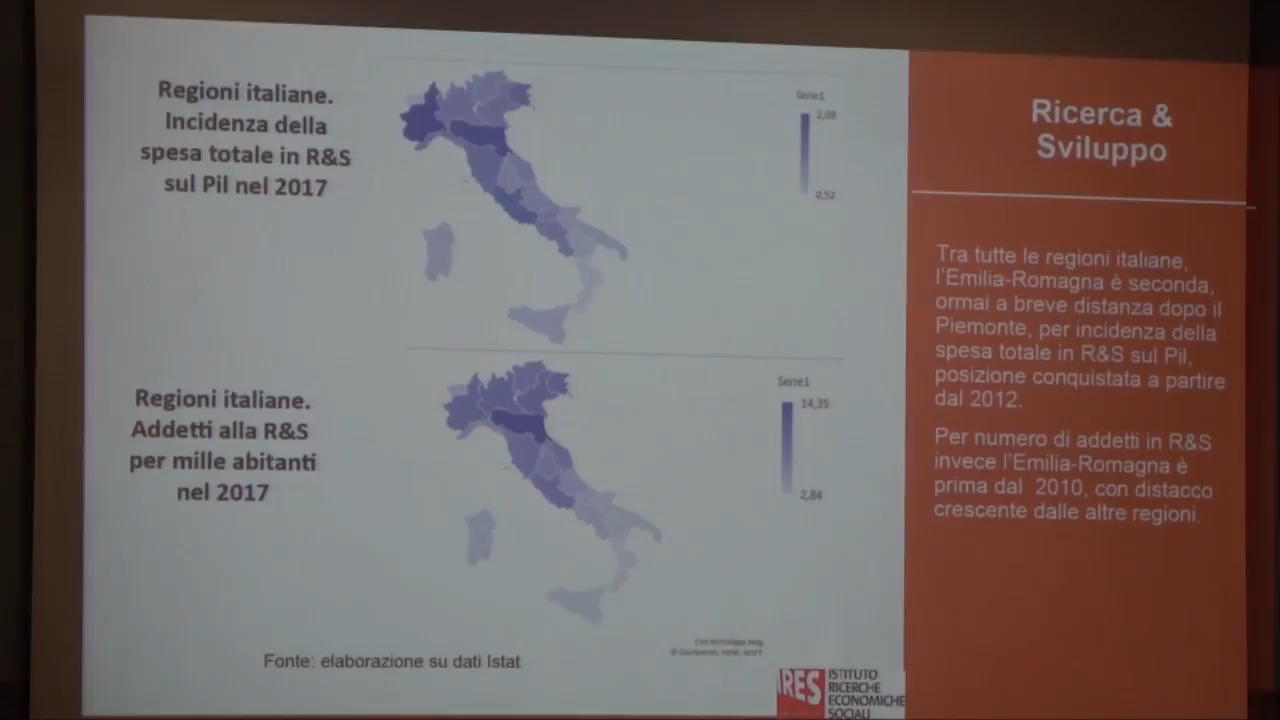 Regioni italiane.
Incidenza della
spesa totale in R&S
sul Pil nel 2017
Serie1
2,09
0,52
Regioni italiane.
Addetti alla R&S
per mille abitanti
nel 2017
Serie1
14,35
2,84
Fonte: elaborazione su dati Istat
Con tecnologia Bing
IRES
ISTITUTO
RICERCHE
ECONOMICHE
SOCIALI
Ricerca &
Sviluppo
Tra tutte le regioni italiane,
l'Emilia-Romagna è seconda,
ormai a breve distanza dopo il
Piemonte, per incidenza della
spesa totale in R&S sul Pil,
posizione conquistata a partire
dal 2012.
Per numero di addetti in R&S
invece l'Emilia-Romagna è
prima dal 2010, con distacco
crescente dalle altre regioni.